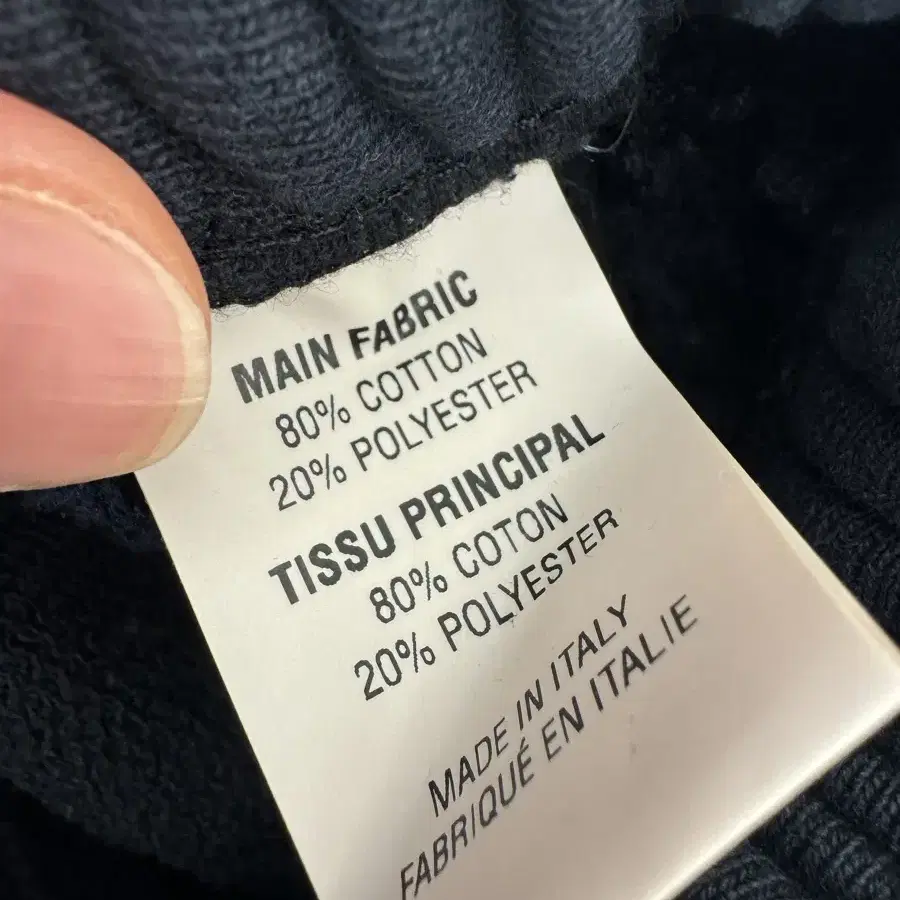 MAIN FABRIC
80% COTTON
20% POLYESTER
TISSU PRINCIPAL
80% COTON
20% POLYESTER
MADE IN ITALY
FABRIQUÉ EN ITALIE